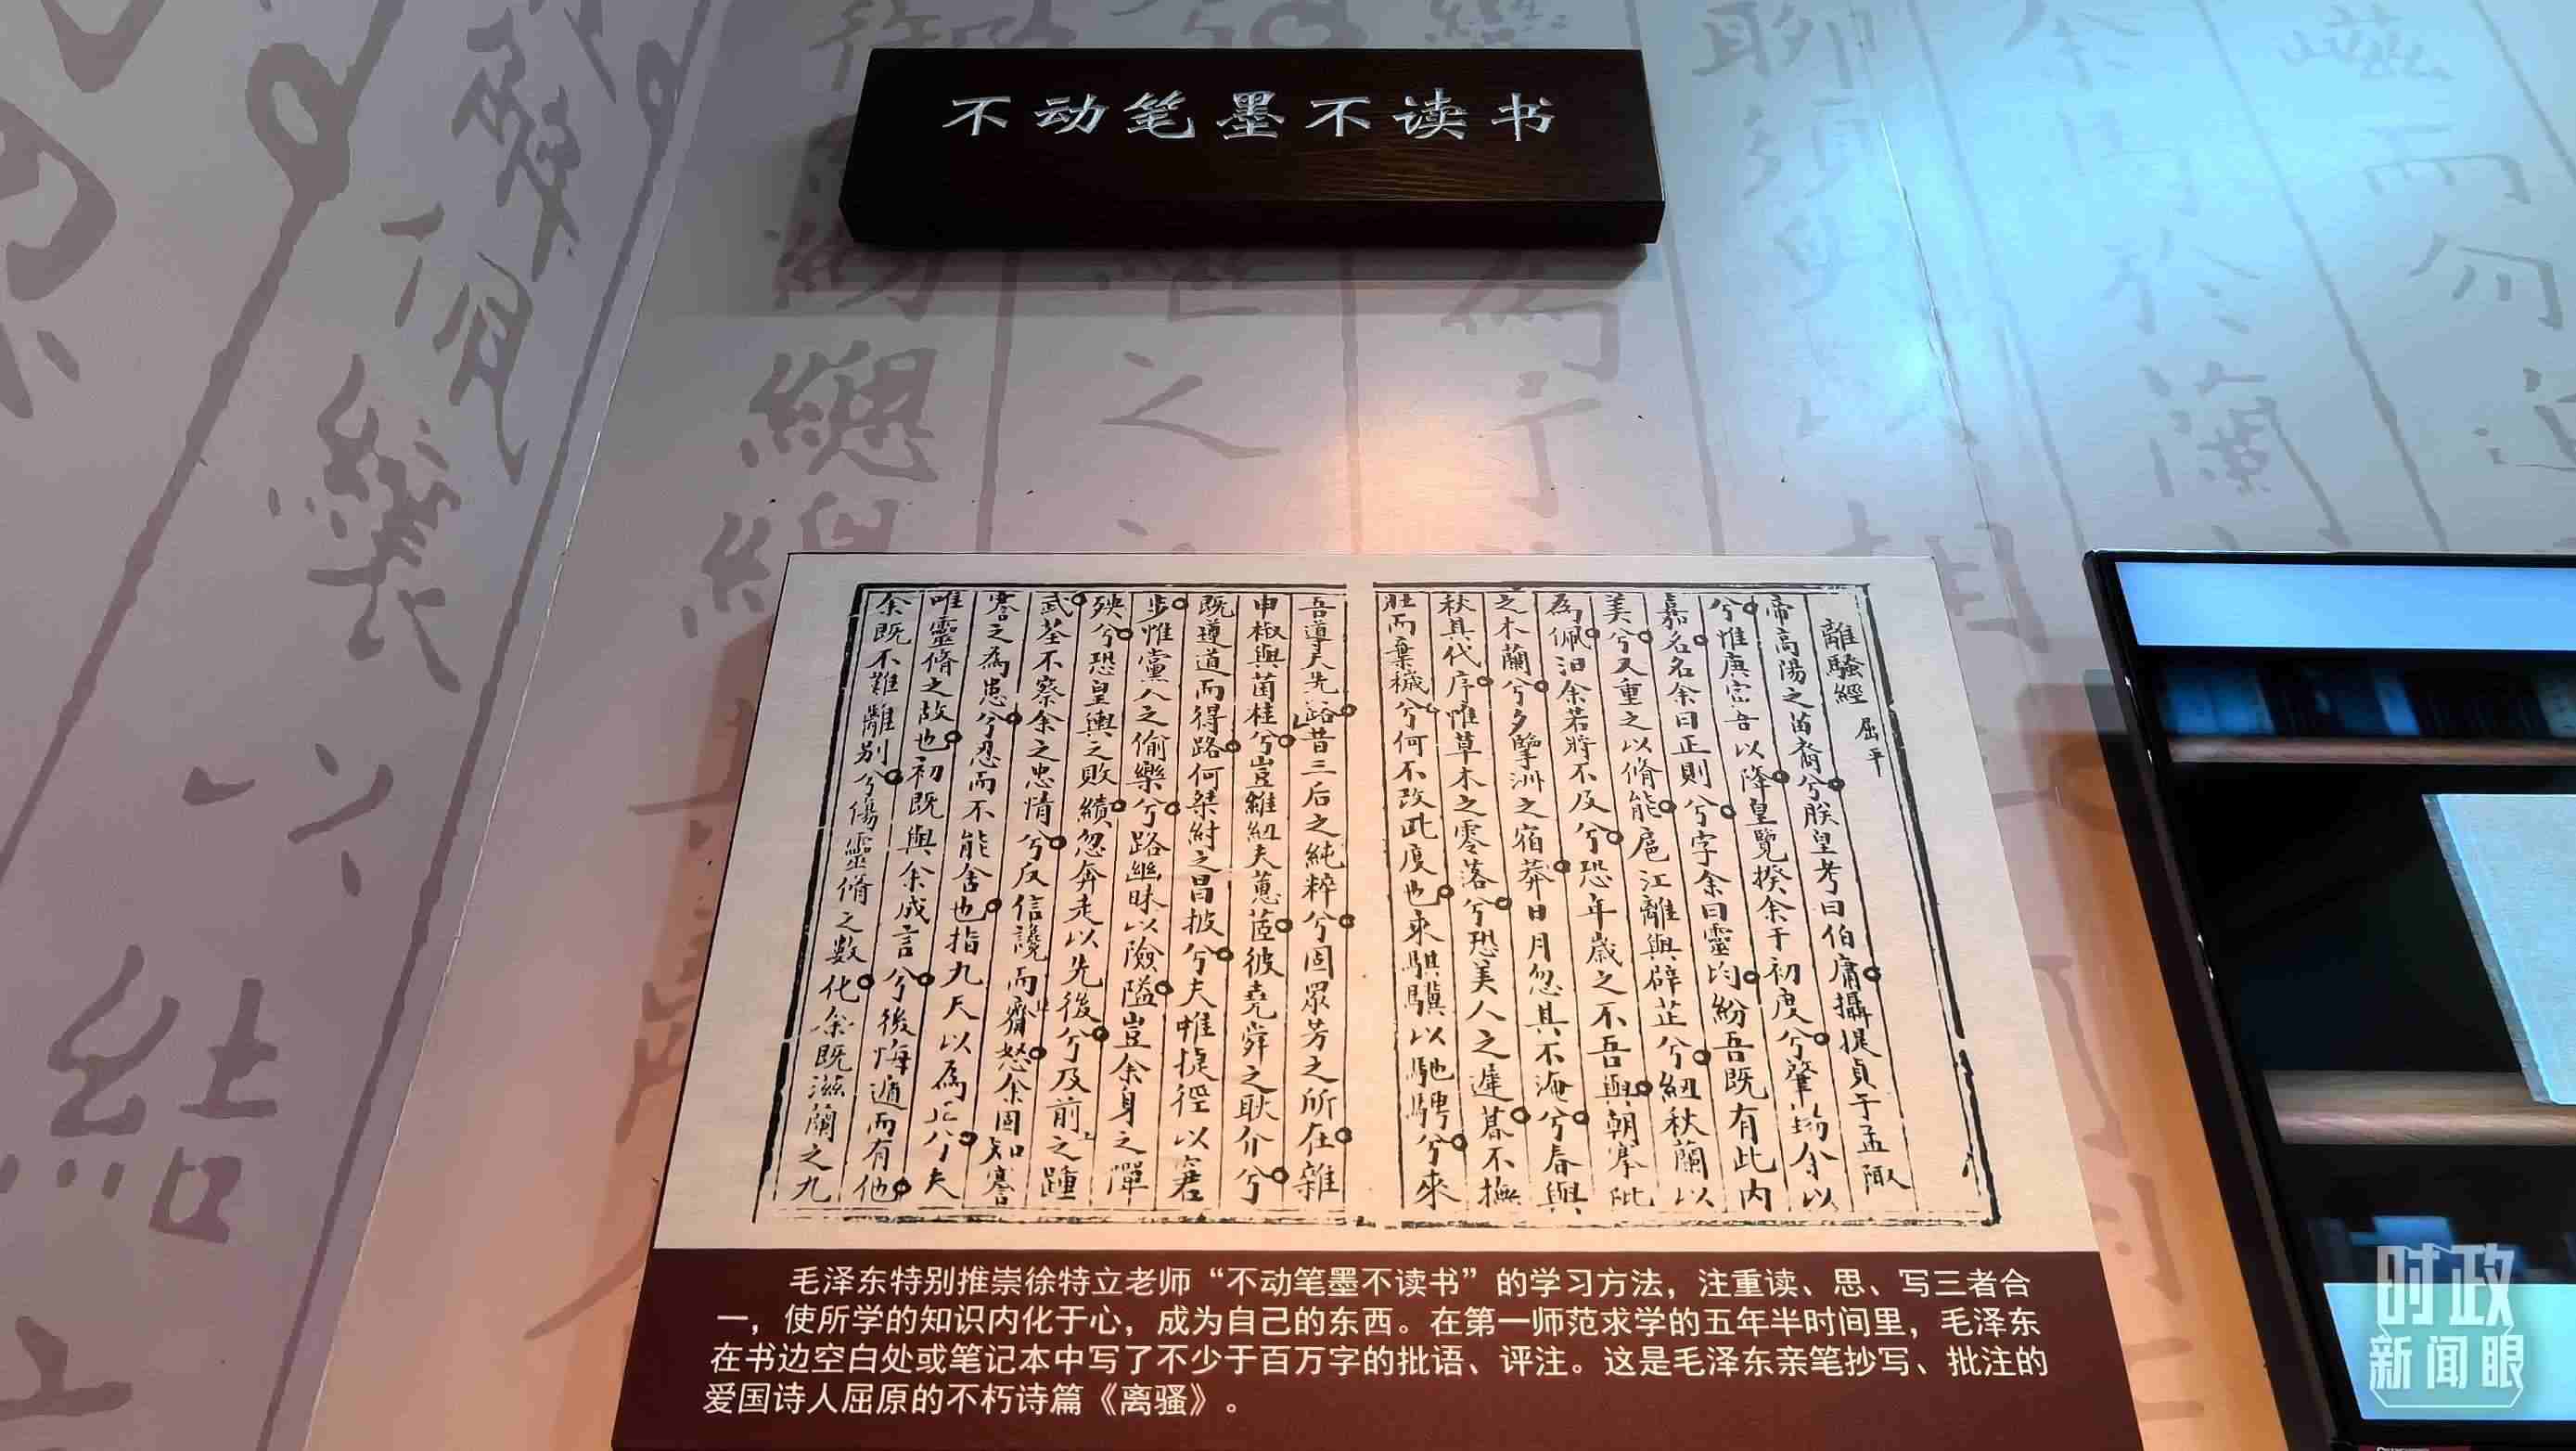 不动笔墨不读书
離騷經 屈平
帝高陽之苗裔兮朕皇考曰伯庸攝提貞于孟陬
兮惟庚寅吾以降皇覽揆余于初度兮肇錫余以
嘉名名余曰正則兮字余曰靈均紛吾既有此内
美兮又重之以脩能扈江離與辟芷兮紉秋蘭以
為佩汩余若將不及兮恐年歲之不吾與朝搴阰
之木蘭兮夕擥洲之宿莽日月忽其不淹兮春與
秋其代序惟草木之零落兮恐美人之遲暮不撫
壯而棄穢兮何不改此度也乘騏驥以馳騁兮來
吾導夫先路昔三后之純粹兮固眾芳之所在雜
申椒與菌桂兮豈維紉夫蕙茝彼堯舜之耿介兮
既遵道而得路何桀紂之昌披兮夫唯捷徑以窘
步惟黨人之偷樂兮路幽昧以險隘豈余身之憚
殃兮恐皇輿之敗績忽奔走以先後兮及前之踵
武荃不察余之忠情兮反信讒而齌怒余固知謇
謇之為患兮忍而不能舍也指九天以為正兮夫
唯靈脩之故也初既與余成言兮後悔遁而有他
余既不難離別兮傷靈脩之數化余既滋蘭之九
毛泽东特别推崇徐特立老师“不动笔墨不读书”的学习方法，注重读、思、写三者合
一，使所学的知识内化于心，成为自己的东西。在第一师范求学的五年半时间里，毛泽东
在书边空白处或笔记本中写了不少于百万字的批语、评注。这是毛泽东亲笔抄写、批注的
爱国诗人屈原的不朽诗篇《离骚》。
时政
新闻眼